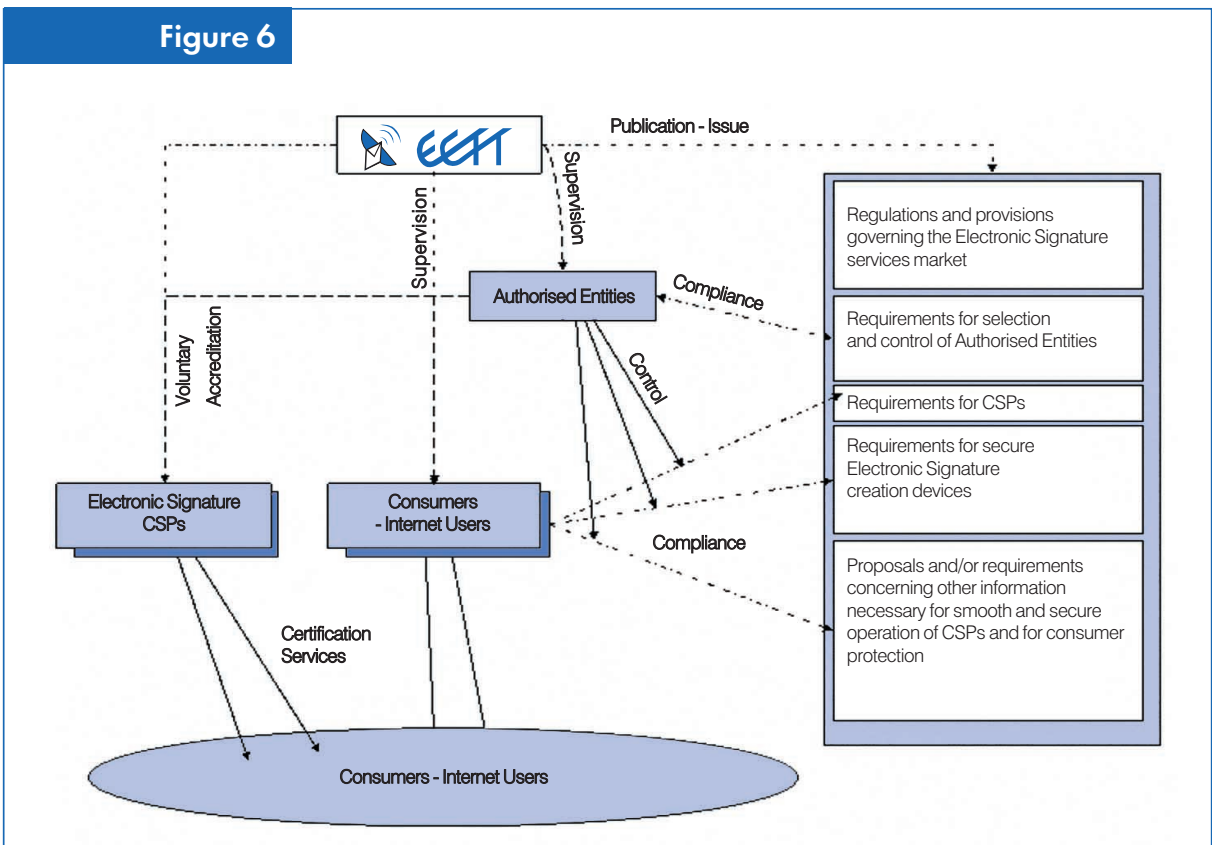 Figure 6
EETT
Publication - Issue
Supervision
Supervision
Regulations and provisions
governing the Electronic Signature
services market
Authorised Entities
Compliance
Requirements for selection
and control of Authorised Entities
Voluntary
Accreditation
Control
Requirements for CSPs
Requirements for secure
Electronic Signature
creation devices
Electronic Signature
CSPs
Consumers
- Internet Users
Compliance
Proposals and/or requirements
concerning other information
necessary for smooth and secure
operation of CSPs and for consumer
protection
Certification
Services
Consumers - Internet Users